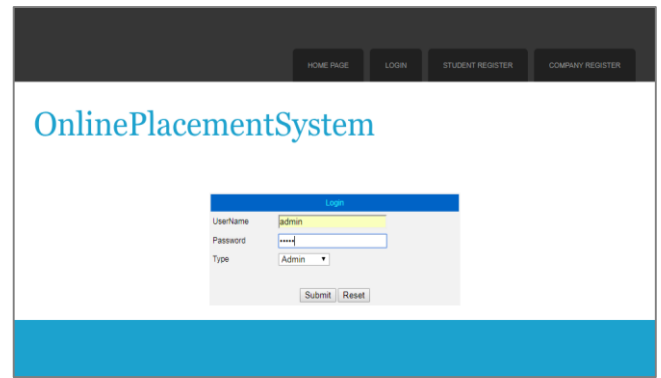 HOME PAGE LOGIN STUDENT REGISTER COMPANY REGISTER
OnlinePlacementSystem
Login
UserName admin
Password •••••
Type Admin
Submit Reset